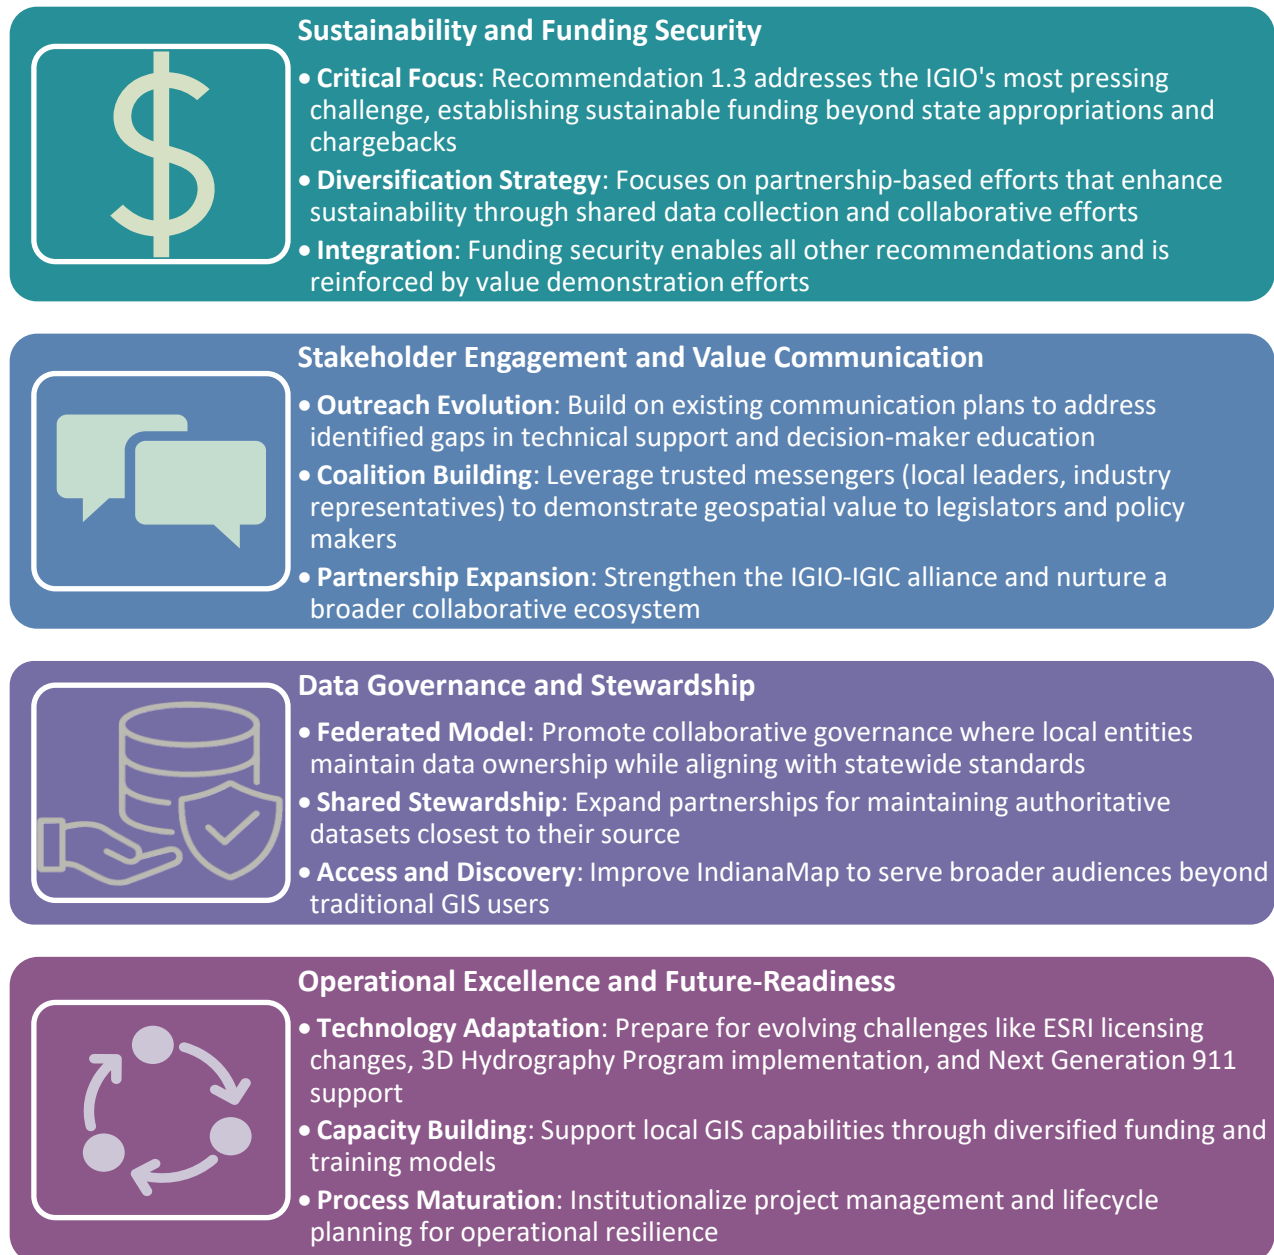 Sustainability and Funding Security
• Critical Focus: Recommendation 1.3 addresses the IGIO's most pressing
challenge, establishing sustainable funding beyond state appropriations and
chargebacks
• Diversification Strategy: Focuses on partnership-based efforts that enhance
sustainability through shared data collection and collaborative efforts
• Integration: Funding security enables all other recommendations and is
reinforced by value demonstration efforts
Stakeholder Engagement and Value Communication
• Outreach Evolution: Build on existing communication plans to address
identified gaps in technical support and decision-maker education
• Coalition Building: Leverage trusted messengers (local leaders, industry
representatives) to demonstrate geospatial value to legislators and policy
makers
• Partnership Expansion: Strengthen the IGIO-IGIC alliance and nurture a
broader collaborative ecosystem
Data Governance and Stewardship
• Federated Model: Promote collaborative governance where local entities
maintain data ownership while aligning with statewide standards
• Shared Stewardship: Expand partnerships for maintaining authoritative
datasets closest to their source
• Access and Discovery: Improve IndianaMap to serve broader audiences beyond
traditional GIS users
Operational Excellence and Future-Readiness
• Technology Adaptation: Prepare for evolving challenges like ESRI licensing
changes, 3D Hydrography Program implementation, and Next Generation 911
support
• Capacity Building: Support local GIS capabilities through diversified funding and
training models
• Process Maturation: Institutionalize project management and lifecycle
planning for operational resilience